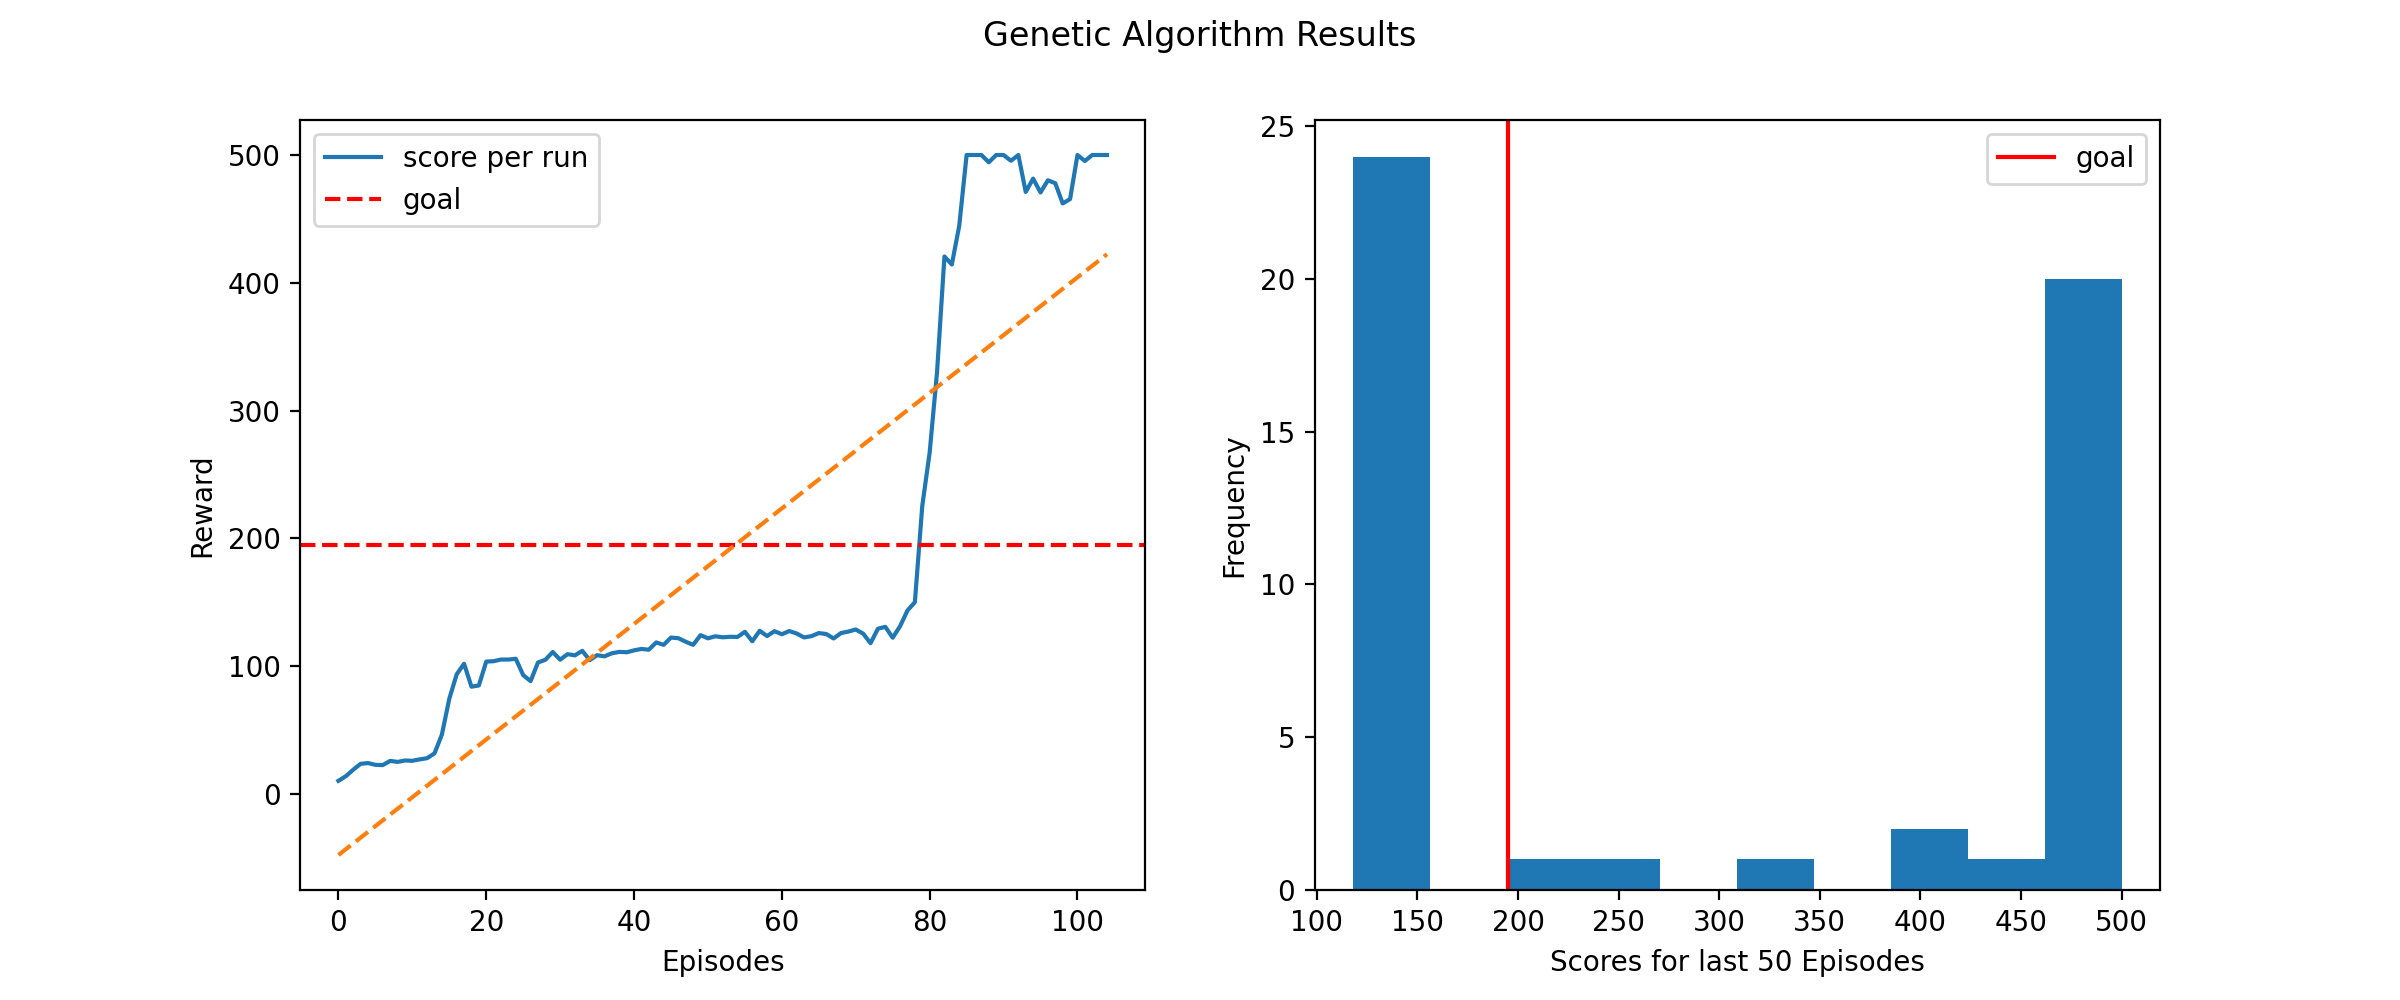 Genetic Algorithm Results
score per run
goal
500
400
300
200
100
0
Reward
0 20 40 60 80 100
Episodes
goal
25
20
15
10
5
0
Frequency
100 150 200 250 300 350 400 450 500
Scores for last 50 Episodes